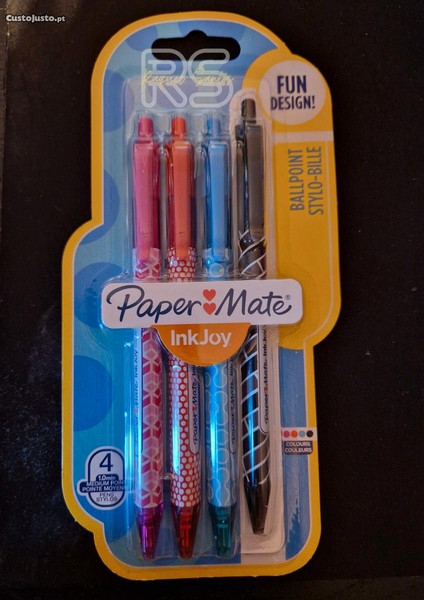 CustoJusto.pt
RS
FUN
DESIGN!
BALLPOINT
STYLO-BILLE
Paper Mate®
InkJoy
4
1.0mm
MEDIUM POINT
POINTE MOYENNE
PENS
STYLOS
COLOURS
COULEURS